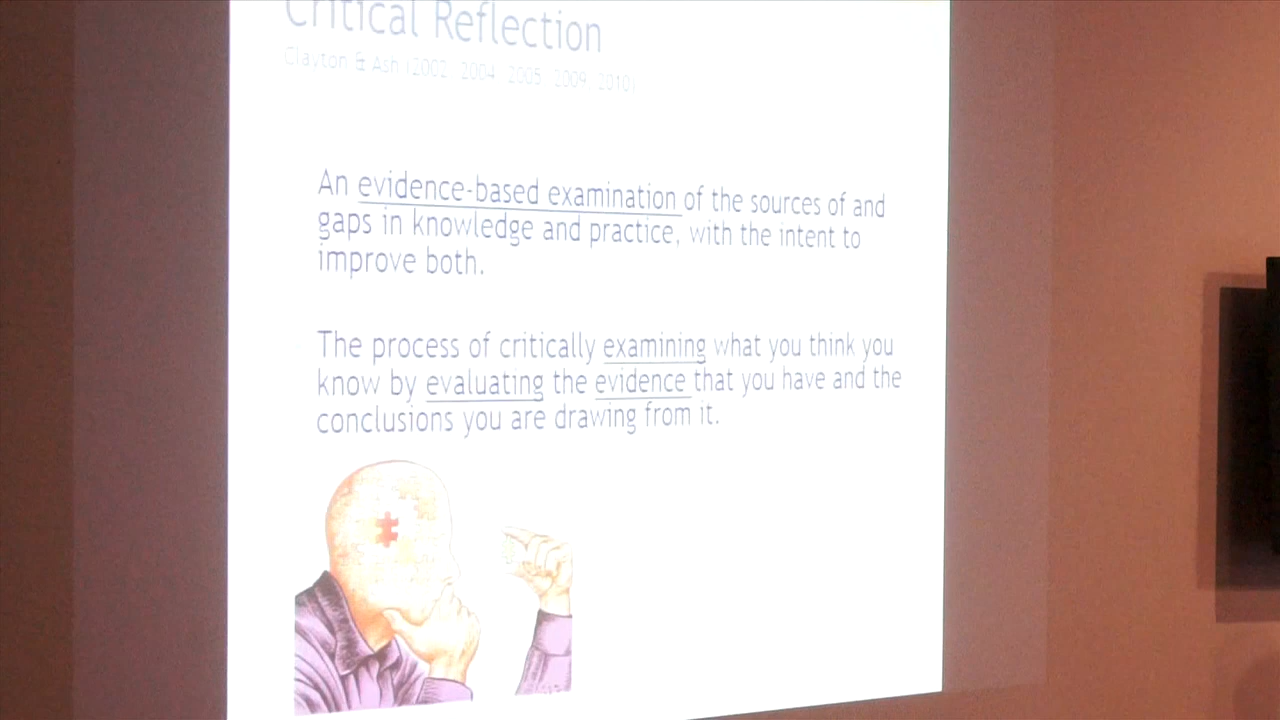 Critical Reflection
Clayton & Ash (2002, 2004, 2005, 2009, 2010)
An evidence-based examination of the sources of and
gaps in knowledge and practice, with the intent to
improve both.
The process of critically examining what you think you
know by evaluating the evidence that you have and the
conclusions you are drawing from it.